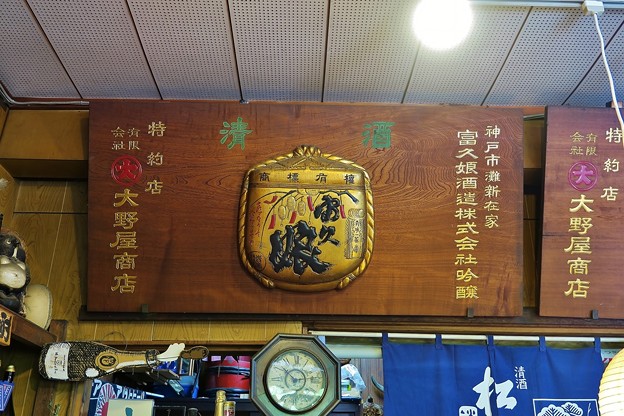 神戸市灘新在家
富久娘酒造株式会社吟醸
清酒
商標有權
富久娘
特約店
有限会社
大
大野屋商店
特約店
有限会社
大
大野屋商店
清酒
松